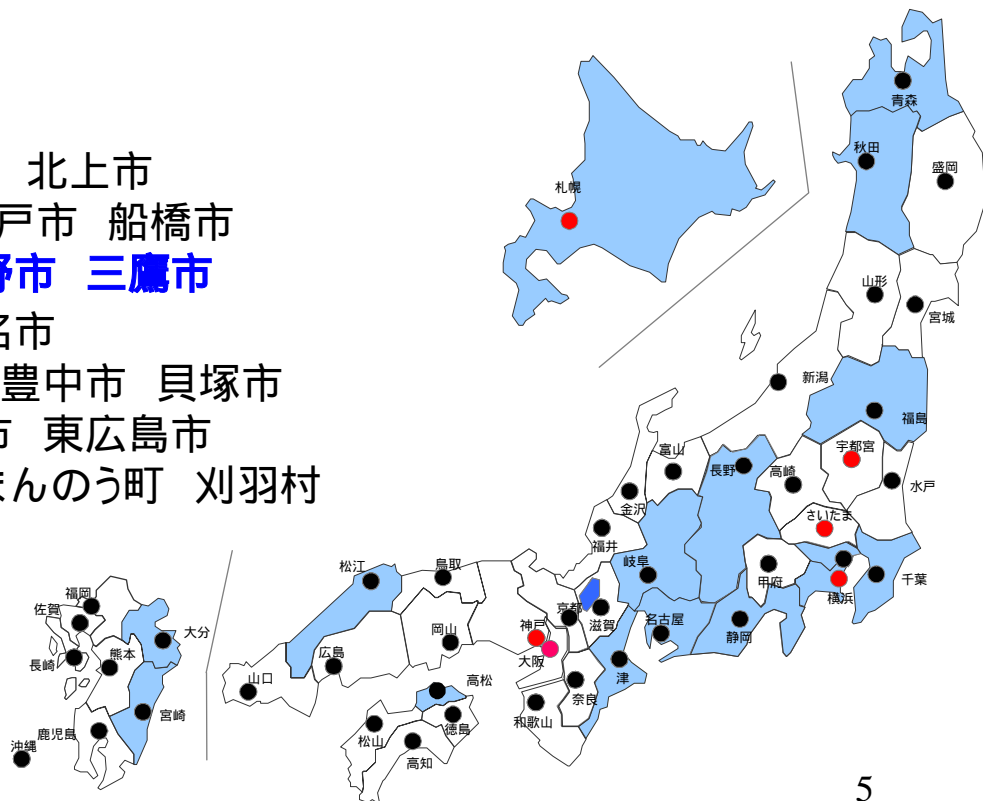 北上市
戸市 船橋市
野市 三鷹市
名市
豊中市 貝塚市
市 東広島市
まんのう町 刈羽村
青森
秋田
盛岡
札幌
山形
宮城
新潟
福島
富山
長野
高崎
宇都宮
水戸
金沢
さいたま
福井
岐阜
甲府
横浜
千葉
松江
鳥取
京都
滋賀
名古屋
静岡
福岡
佐賀
大分
長崎
熊本
岡山
神戸
大阪
広島
山口
高松
津
奈良
和歌山
徳島
松山
高知
宮崎
鹿児島
沖縄
5